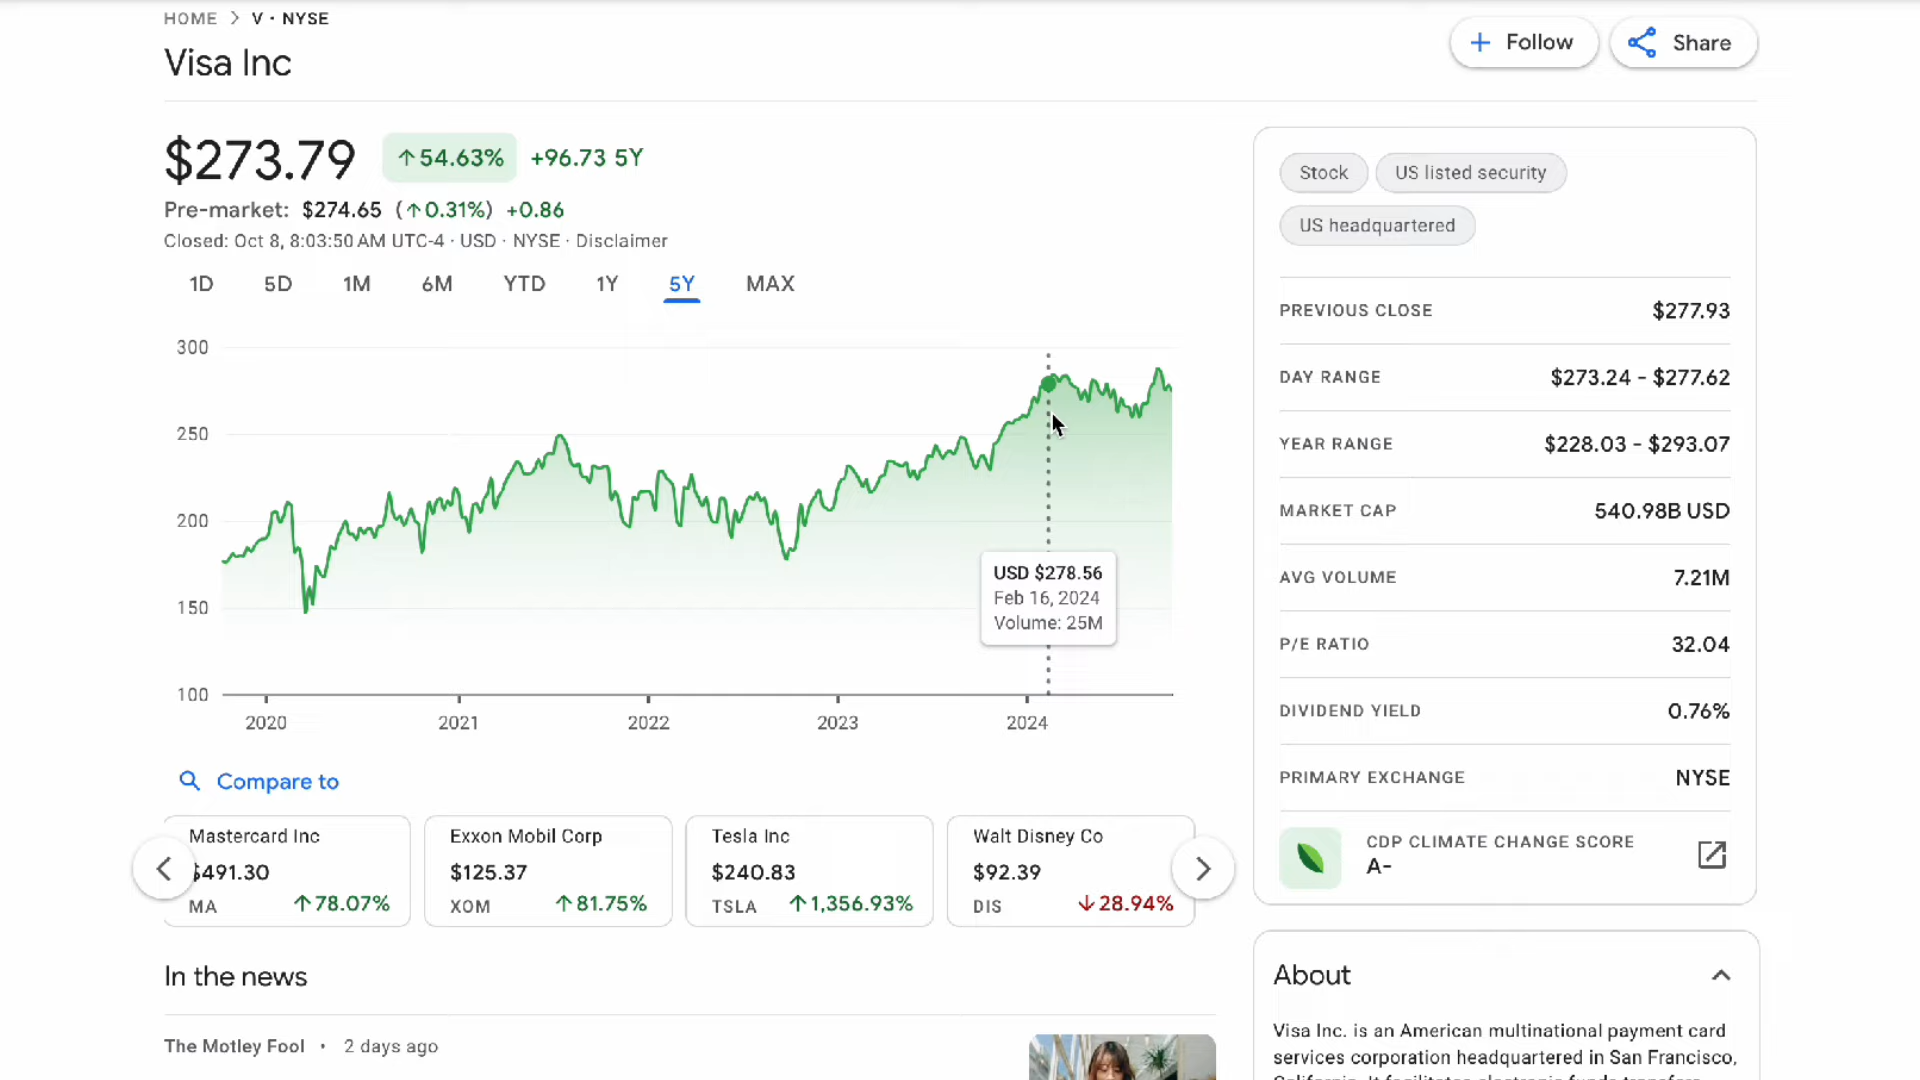 HOME > V • NYSE
Visa Inc
Follow
Share
$273.79
↑54.63%
+96.73 5Y
Pre-market: $274.65 (↑0.31%) +0.86
Closed: Oct 8, 8:03:50 AM UTC-4 · USD · NYSE · Disclaimer
1D 5D 1M 6M YTD 1Y 5Y MAX
300
250
200
150
100
USD $278.56
Feb 16, 2024
Volume: 25M
2020 2021 2022 2023 2024
Compare to
Mastercard Inc
$491.30
MA ↑78.07%
Exxon Mobil Corp
$125.37
XOM ↑81.75%
Tesla Inc
$240.83
TSLA ↑1,356.93%
Walt Disney Co
$92.39
DIS ↓28.94%
In the news
The Motley Fool • 2 days ago
Stock
US listed security
US headquartered
PREVIOUS CLOSE $277.93
DAY RANGE $273.24 - $277.62
YEAR RANGE $228.03 - $293.07
MARKET CAP 540.98B USD
AVG VOLUME 7.21M
P/E RATIO 32.04
DIVIDEND YIELD 0.76%
PRIMARY EXCHANGE NYSE
CDP CLIMATE CHANGE SCORE
A-
About
Visa Inc. is an American multinational payment card
services corporation headquartered in San Francisco,